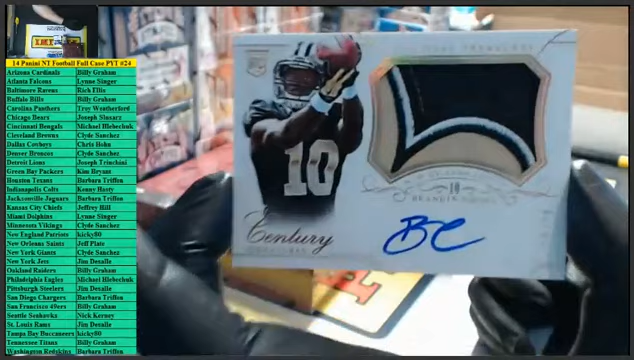 14 Panini NT Football Full Case PYT #24
Arizona Cardinals Billy Graham
Atlanta Falcons Lynne Singer
Baltimore Ravens Rich Ellis
Buffalo Bills Billy Graham
Carolina Panthers Troy Weatherford
Chicago Bears Joseph Slusarz
Cincinnati Bengals Michael Hlebechuk
Cleveland Browns Clyde Sanchez
Dallas Cowboys Chris Hohn
Denver Broncos Clyde Sanchez
Detroit Lions Joseph Trinchini
Green Bay Packers Kim Bryant
Houston Texans Barbara Triffon
Indianapolis Colts Kenny Hasty
Jacksonville Jaguars Barbara Triffon
Kansas City Chiefs Jeffrey Hill
Miami Dolphins Lynne Singer
Minnesota Vikings Clyde Sanchez
New England Patriots kicky80
New Orleans Saints Jeff Plate
New York Giants Clyde Sanchez
New York Jets Jim Desalle
Oakland Raiders Billy Graham
Philadelphia Eagles Michael Hlebechuk
Pittsburgh Steelers Jim Desalle
San Diego Chargers Barbara Triffon
San Francisco 49ers Billy Graham
Seattle Seahawks Nick Kerney
St. Louis Rams Jim Desalle
Tampa Bay Buccaneers kicky80
Tennessee Titans Billy Graham
Washington Redskins Barbara Triffon
10
10
BRANDIN
Century
BC